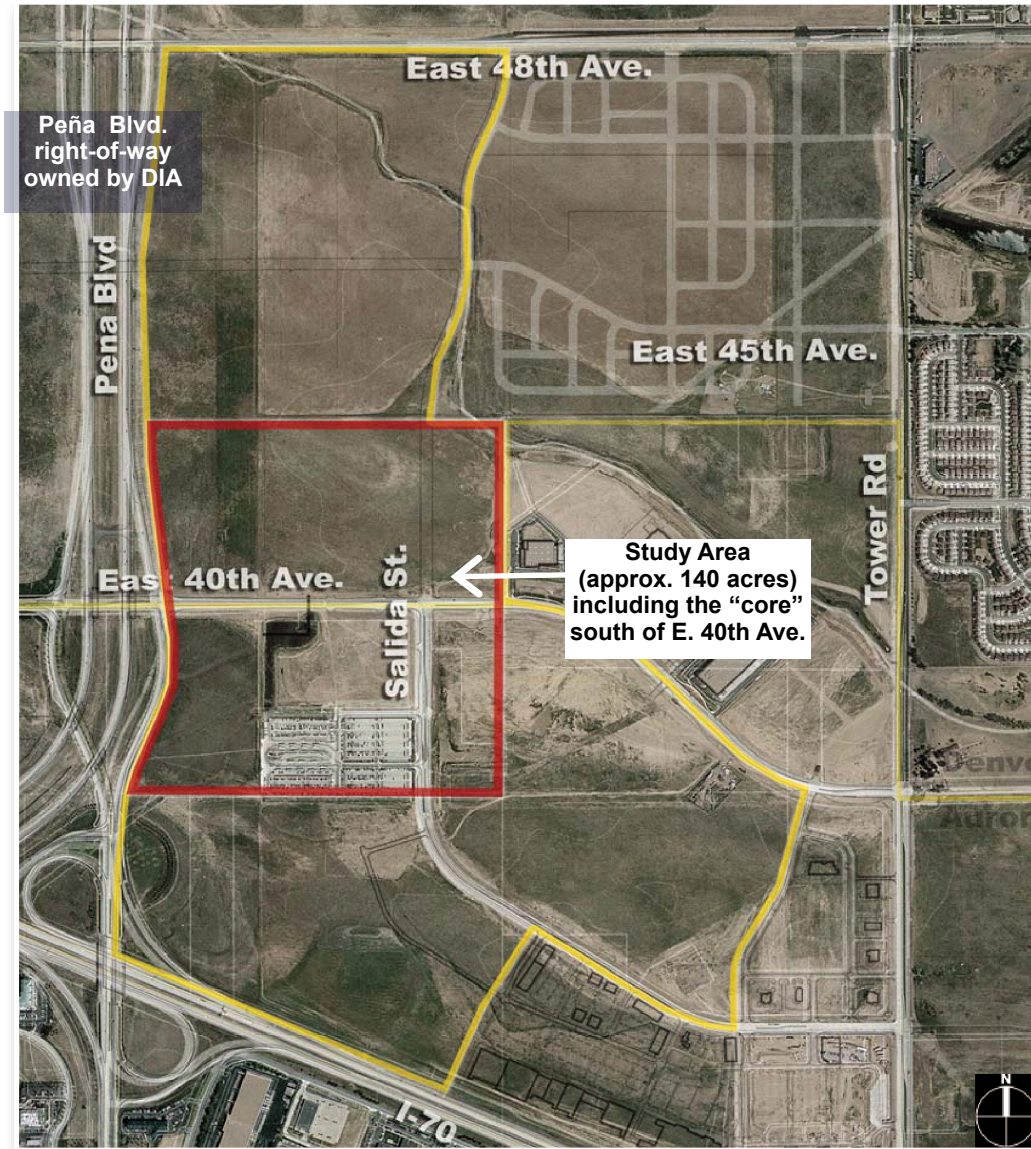 East 48th Ave.
Peña Blvd.
right-of-way
owned by DIA
Pena Blvd
East 45th Ave.
Tower Rd
Study Area
(approx. 140 acres)
including the “core”
south of E. 40th Ave.
East 40th Ave.
Salida St.
I-70
N